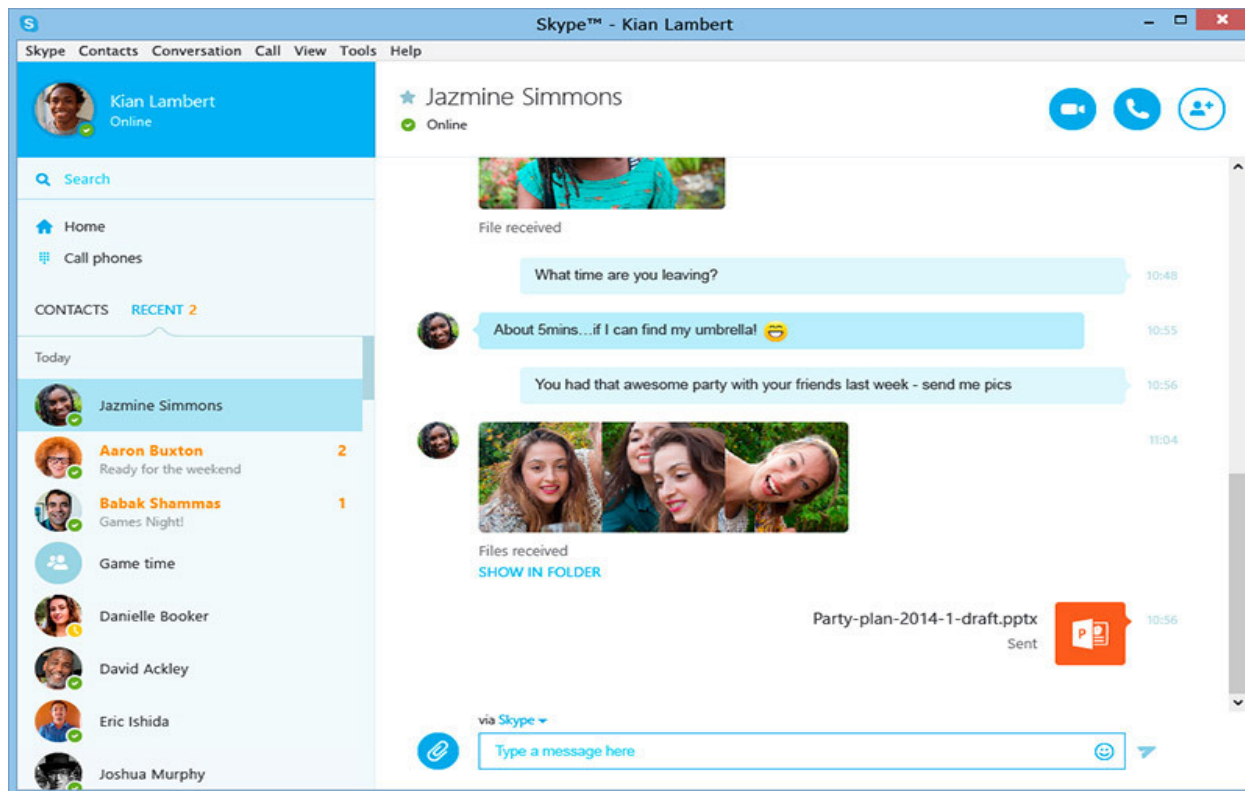 Skype™ - Kian Lambert
Skype Contacts Conversation Call View Tools Help
Kian Lambert
Online
Search
Home
Call phones
CONTACTS RECENT 2
Today
Jazmine Simmons
Aaron Buxton 2
Ready for the weekend
Babak Shammas 1
Games Night!
Game time
Danielle Booker
David Ackley
Eric Ishida
Joshua Murphy
Jazmine Simmons
Online
File received
What time are you leaving? 10:48
About 5mins...if I can find my umbrella! 10:55
You had that awesome party with your friends last week - send me pics 10:56
11:04
Files received
SHOW IN FOLDER
Party-plan-2014-1-draft.pptx 10:56
Sent
via Skype
Type a message here